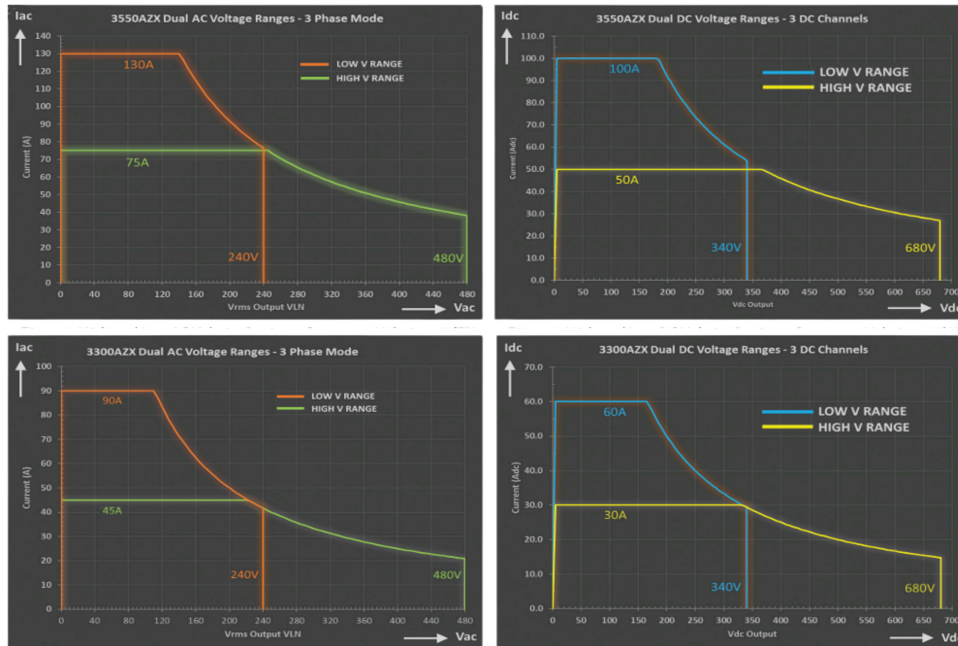 Iac
3550AZX Dual AC Voltage Ranges - 3 Phase Mode
140
130
120
110
100
90
80
70
60
50
40
30
20
10
0
Current (A)
130A
75A
LOW V RANGE
HIGH V RANGE
240V
480V
0 40 80 120 160 200 240 280 320 360 400 440 480
Vrms Output VLN
Vac
Idc
3550AZX Dual DC Voltage Ranges - 3 DC Channels
110.0
100.0
90.0
80.0
70.0
60.0
50.0
40.0
30.0
20.0
10.0
0.0
Current (Adc)
100A
50A
LOW V RANGE
HIGH V RANGE
340V
680V
0 50 100 150 200 250 300 350 400 450 500 550 600 650 700
Vdc Output
Vd
Iac
3300AZX Dual AC Voltage Ranges - 3 Phase Mode
100
90
80
70
60
50
40
30
20
10
0
Current (A)
90A
45A
LOW V RANGE
HIGH V RANGE
240V
480V
0 40 80 120 160 200 240 280 320 360 400 440 480
Vrms Output VLN
Vac
Idc
3300AZX Dual DC Voltage Ranges - 3 DC Channels
70.0
60.0
50.0
40.0
30.0
20.0
10.0
0.0
Current (Adc)
60A
30A
LOW V RANGE
HIGH V RANGE
340V
680V
0 50 100 150 200 250 300 350 400 450 500 550 600 650 700
Vdc Output
Vd